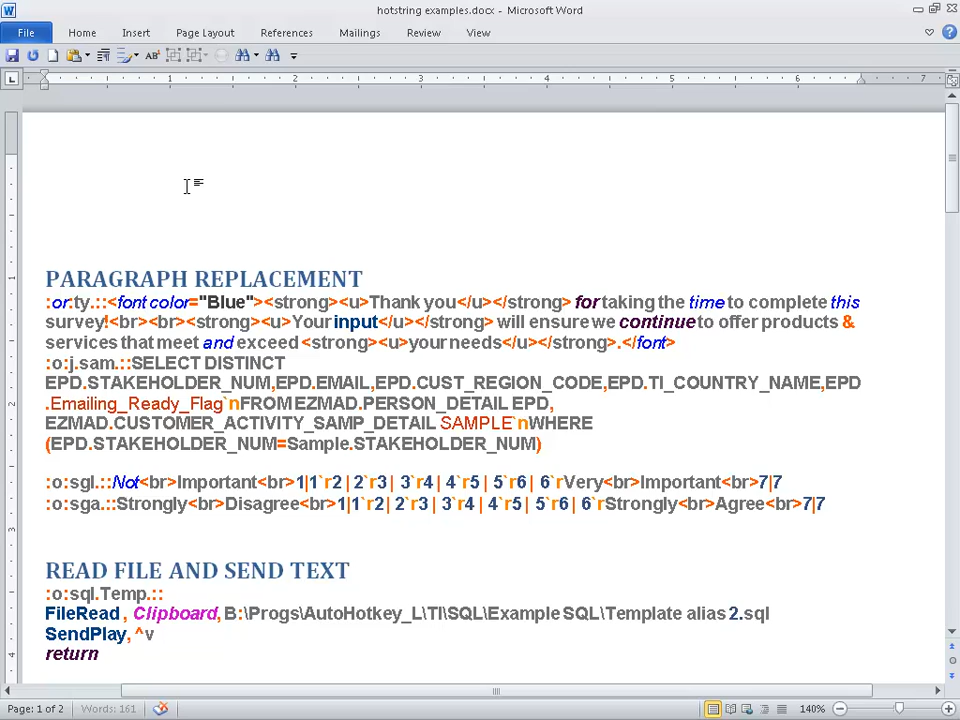 hotstring examples.docx - Microsoft Word
File Home Insert Page Layout References Mailings Review View
1 2 3 4 5 6 7
PARAGRAPH REPLACEMENT
:or:ty.::<font color="Blue"><strong><u>Thank you</u></strong> for taking the time to complete this
survey!<br><br><strong><u>Your input</u></strong> will ensure we continue to offer products &
services that meet and exceed <strong><u>your needs</u></strong>.</font>
:o:j.sam.::SELECT DISTINCT
EPD.STAKEHOLDER_NUM,EPD.EMAIL,EPD.CUST_REGION_CODE,EPD.TI_COUNTRY_NAME,EPD
.Emailing_Ready_Flag`nFROM EZMAD.PERSON_DETAIL EPD,
EZMAD.CUSTOMER_ACTIVITY_SAMP_DETAIL SAMPLE`nWHERE
(EPD.STAKEHOLDER_NUM=Sample.STAKEHOLDER_NUM)
:o:sgl.::Not<br>Important<br>1|1`r2| 2`r3| 3`r4| 4`r5| 5`r6| 6`rVery<br>Important<br>7|7
:o:sga.::Strongly<br>Disagree<br>1|1`r2| 2`r3| 3`r4| 4`r5| 5`r6| 6`rStrongly<br>Agree<br>7|7
READ FILE AND SEND TEXT
:o:sql.Temp.::
FileRead , Clipboard, B:\Progs\AutoHotkey_L\TI\SQL\Example SQL\Template alias 2.sql
SendPlay, ^v
return
Page: 1 of 2 Words: 161 140%